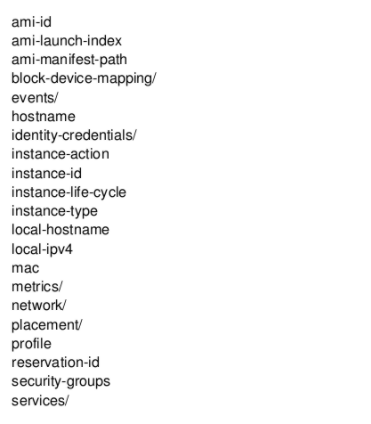 ami-id
ami-launch-index
ami-manifest-path
block-device-mapping/
events/
hostname
identity-credentials/
instance-action
instance-id
instance-life-cycle
instance-type
local-hostname
local-ipv4
mac
metrics/
network/
placement/
profile
reservation-id
security-groups
services/